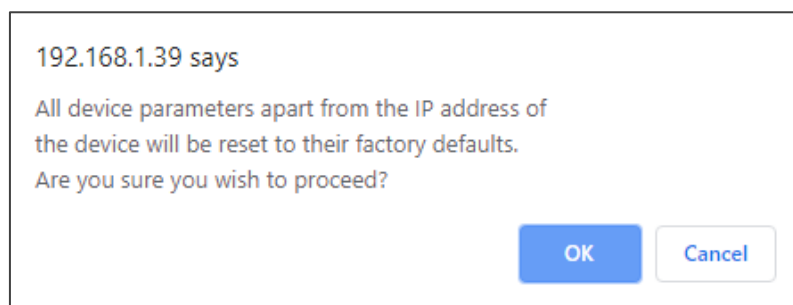 192.168.1.39 says
All device parameters apart from the IP address of
the device will be reset to their factory defaults.
Are you sure you wish to proceed?
OK Cancel